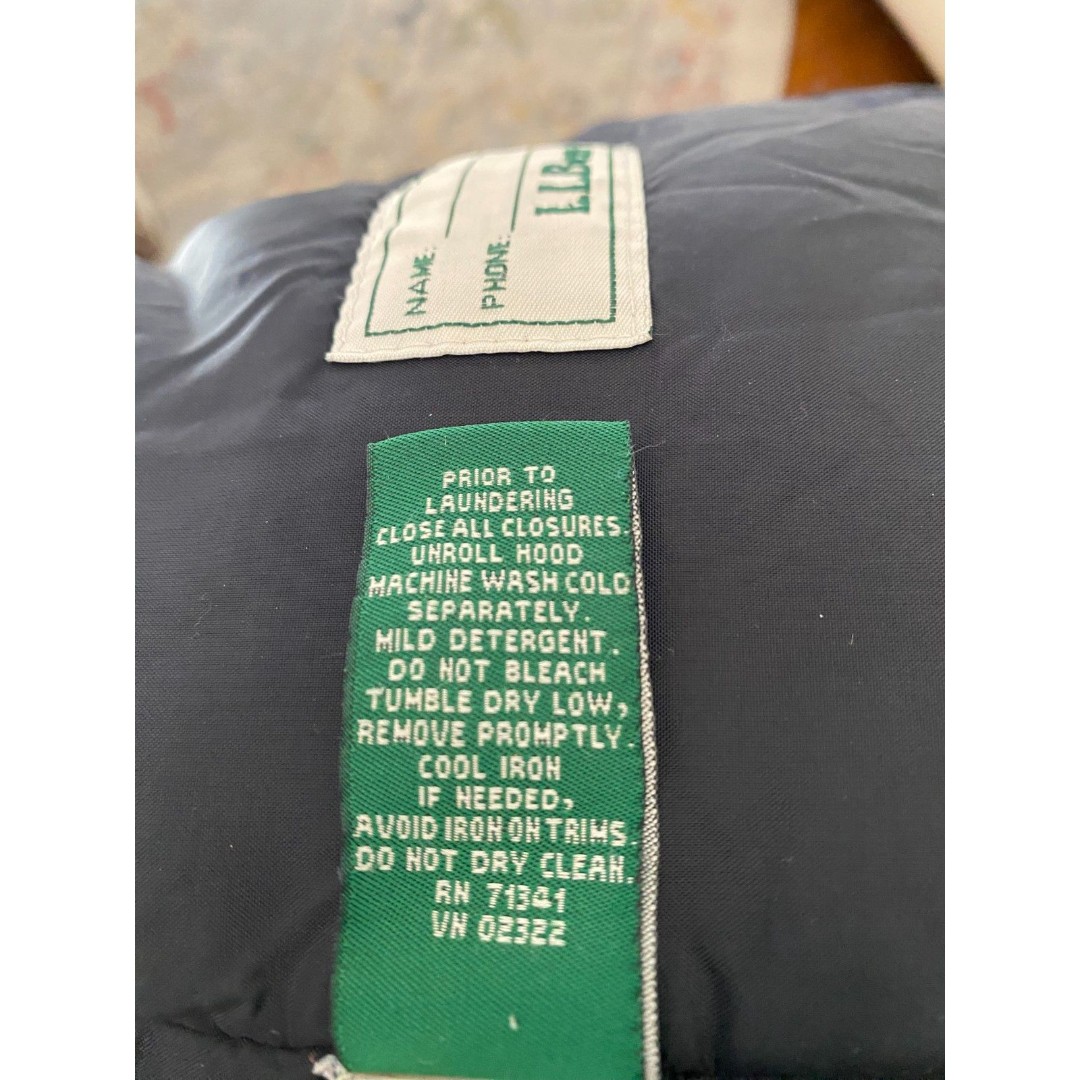 NAME:
PHONE:
PRIOR TO
LAUNDERING
CLOSE ALL CLOSURES.
UNROLL HOOD
MACHINE WASH COLD
SEPARATELY.
MILD DETERGENT.
DO NOT BLEACH
TUMBLE DRY LOW,
REMOVE PROMPTLY.
COOL IRON
IF NEEDED,
AVOID IRON ON TRIMS.
DO NOT DRY CLEAN.
RN 71341
VN 02322